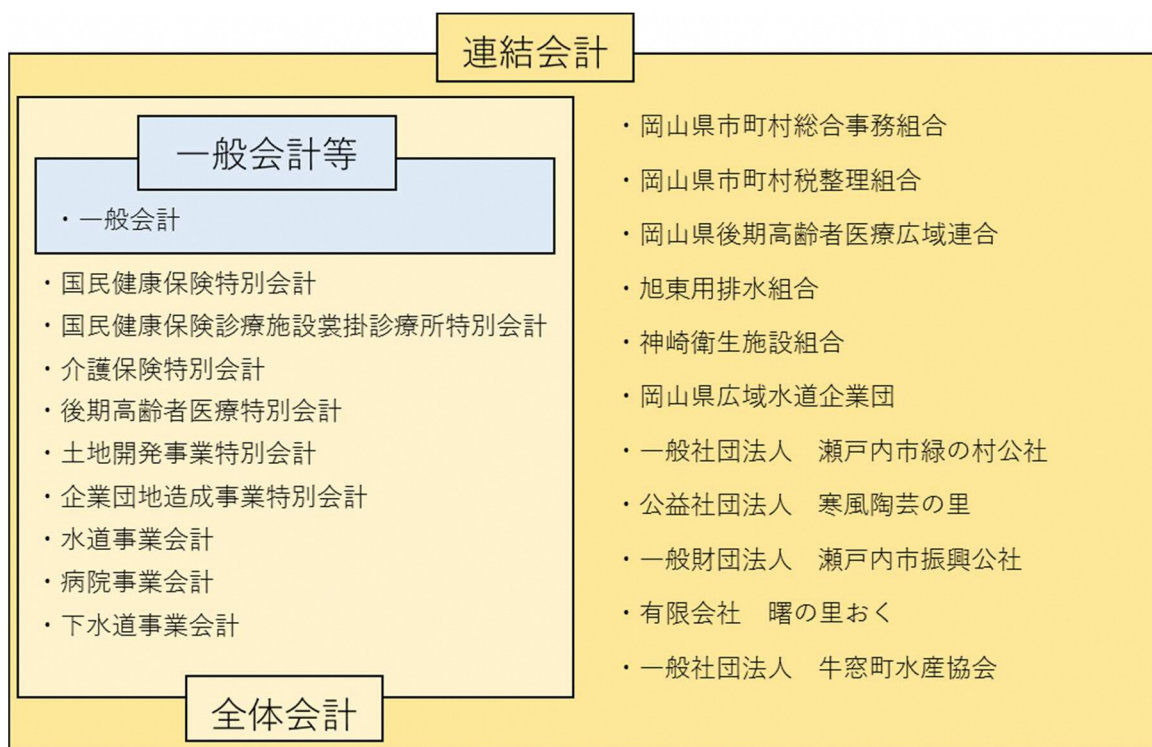 連結会計
一般会計等
・一般会計
・国民健康保険特別会計
・国民健康保険診療施設裳掛診療所特別会計
・介護保険特別会計
・後期高齢者医療特別会計
・土地開発事業特別会計
・企業団地造成事業特別会計
・水道事業会計
・病院事業会計
・下水道事業会計
全体会計
・岡山県市町村総合事務組合
・岡山県市町村税整理組合
・岡山県後期高齢者医療広域連合
・旭東用排水組合
・神崎衛生施設組合
・岡山県広域水道企業団
・一般社団法人　瀬戸内市緑の村公社
・公益社団法人　寒風陶芸の里
・一般財団法人　瀬戸内市振興公社
・有限会社　曙の里おく
・一般社団法人　牛窓町水産協会